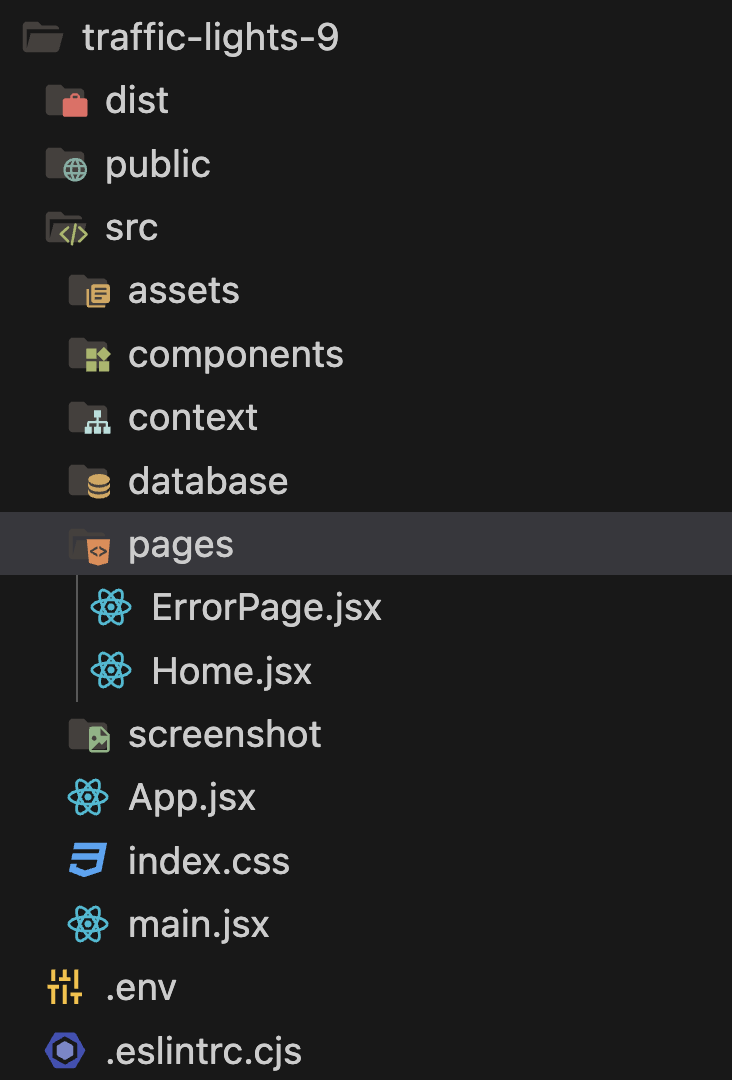 traffic-lights-9
dist
public
src
assets
components
context
database
pages
ErrorPage.jsx
Home.jsx
screenshot
App.jsx
index.css
main.jsx
.env
.eslintrc.cjs